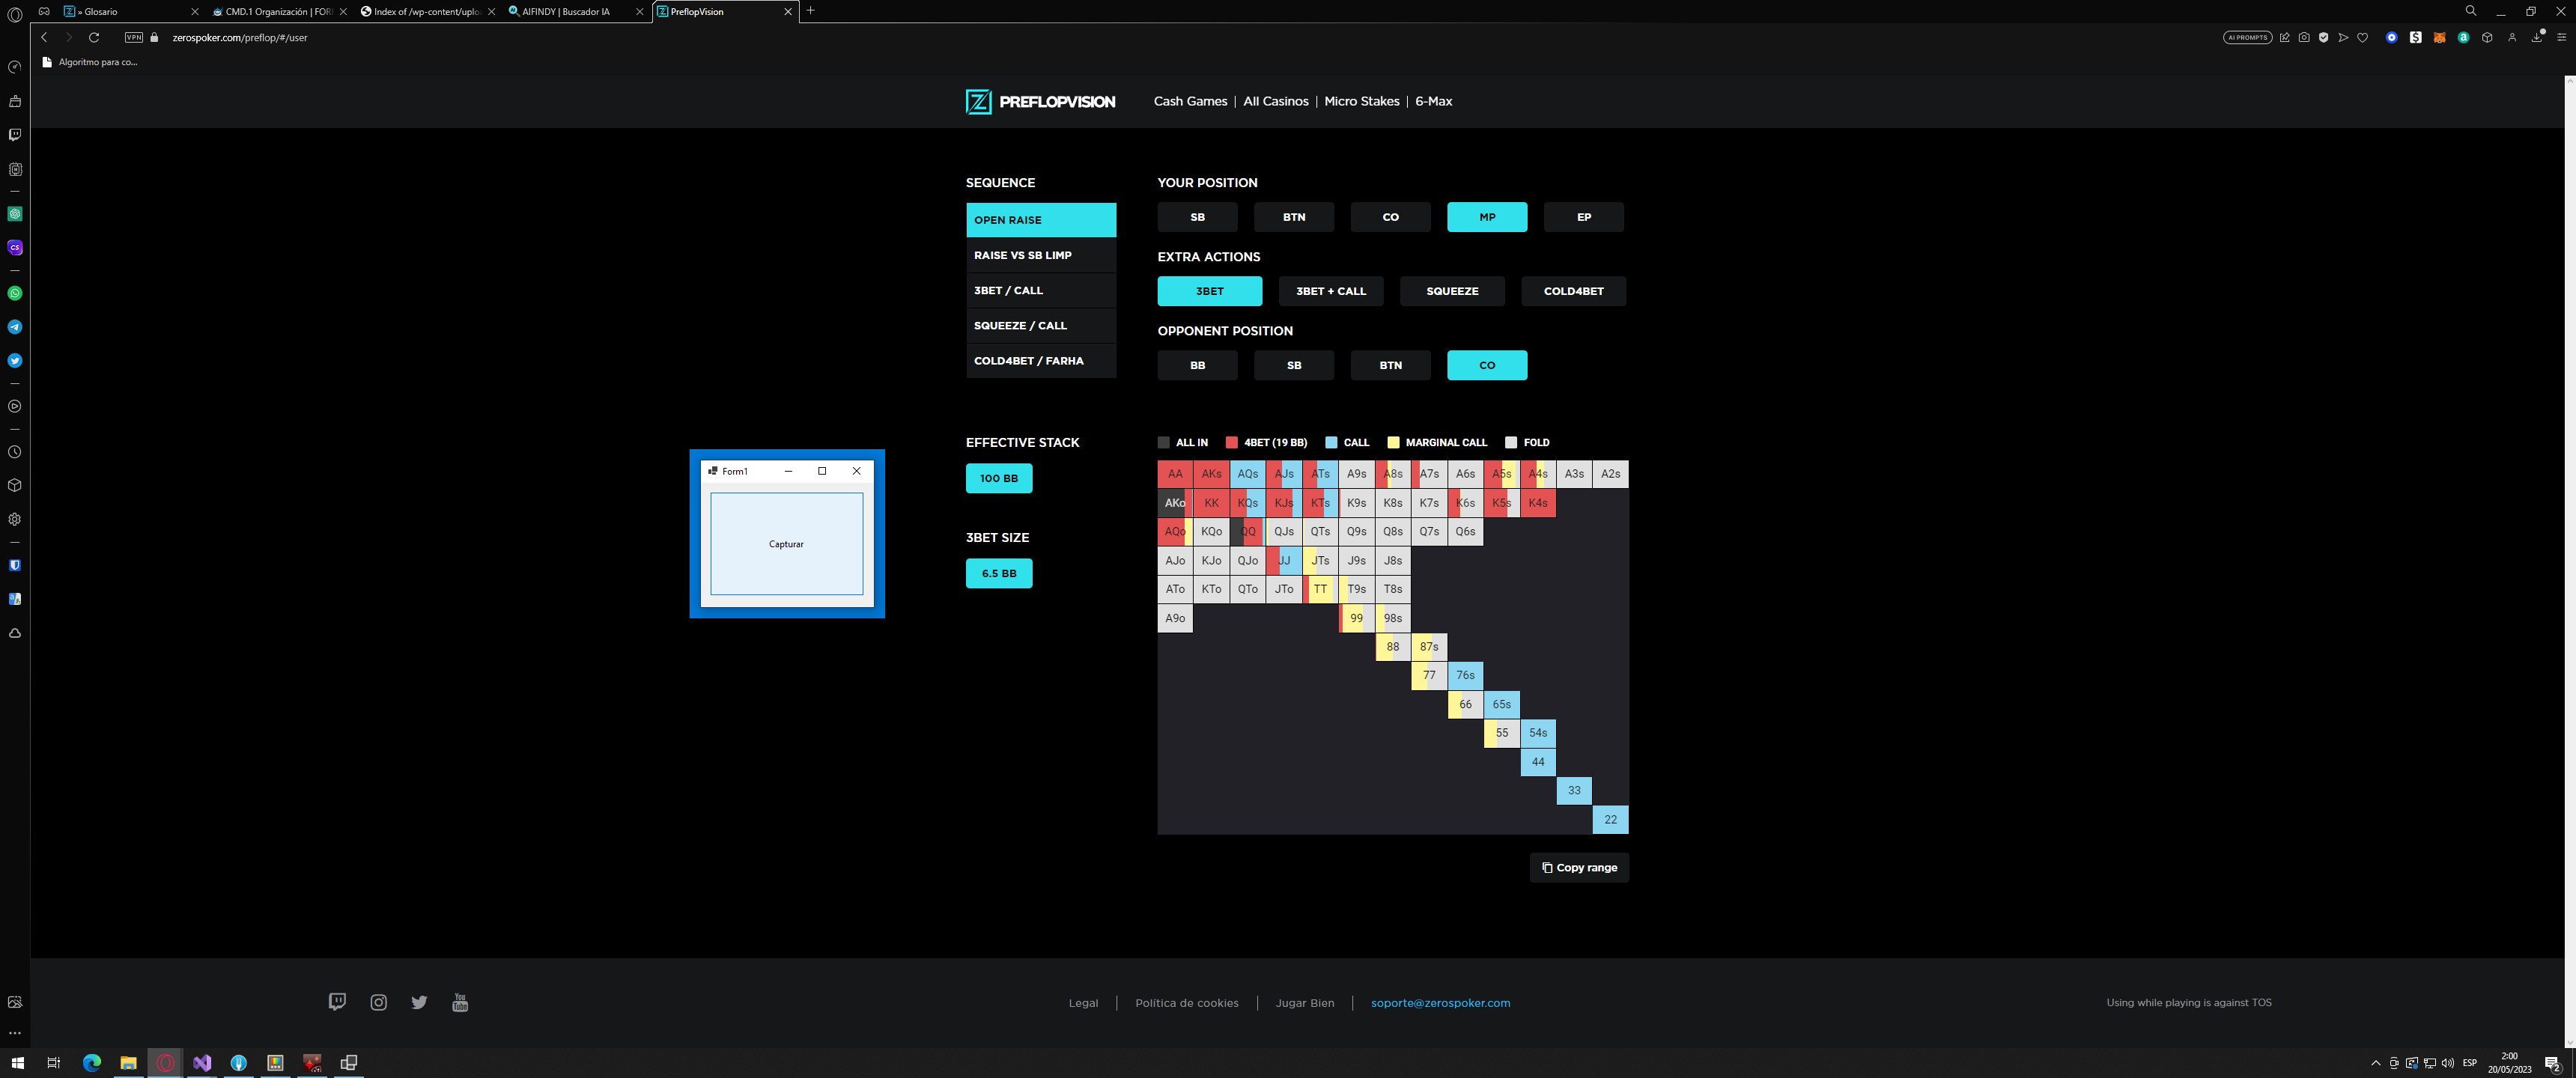 » Glosario
CMD.1 Organización | FOR
Index of /wp-content/uplo
AIFINDY | Buscador IA
PreflopVision
VPN
zerospoker.com/preflop/#/user
AI PROMPTS
Algoritmo para co...
PREFLOPVISION
Cash Games | All Casinos | Micro Stakes | 6-Max
SEQUENCE
OPEN RAISE
RAISE VS SB LIMP
3BET / CALL
SQUEEZE / CALL
COLD4BET / FARHA
YOUR POSITION
SB BTN CO MP EP
EXTRA ACTIONS
3BET 3BET + CALL SQUEEZE COLD4BET
OPPONENT POSITION
BB SB BTN CO
EFFECTIVE STACK
100 BB
3BET SIZE
6.5 BB
Form1
Capturar
ALL IN 4BET (19 BB) CALL MARGINAL CALL FOLD
AA AKs AQs AJs ATs A9s A8s A7s A6s A5s A4s A3s A2s
AKo KK KQs KJs KTs K9s K8s K7s K6s K5s K4s
AQo KQo QQ QJs QTs Q9s Q8s Q7s Q6s
AJo KJo QJo JJ JTs J9s J8s
ATo KTo QTo JTo TT T9s T8s
A9o 99 98s
88 87s
77 76s
66 65s
55 54s
44
33
22
Copy range
You Tube
Legal | Política de cookies | Jugar Bien | soporte@zerospoker.com
Using while playing is against TOS
ESP
2:00
20/05/2023
2